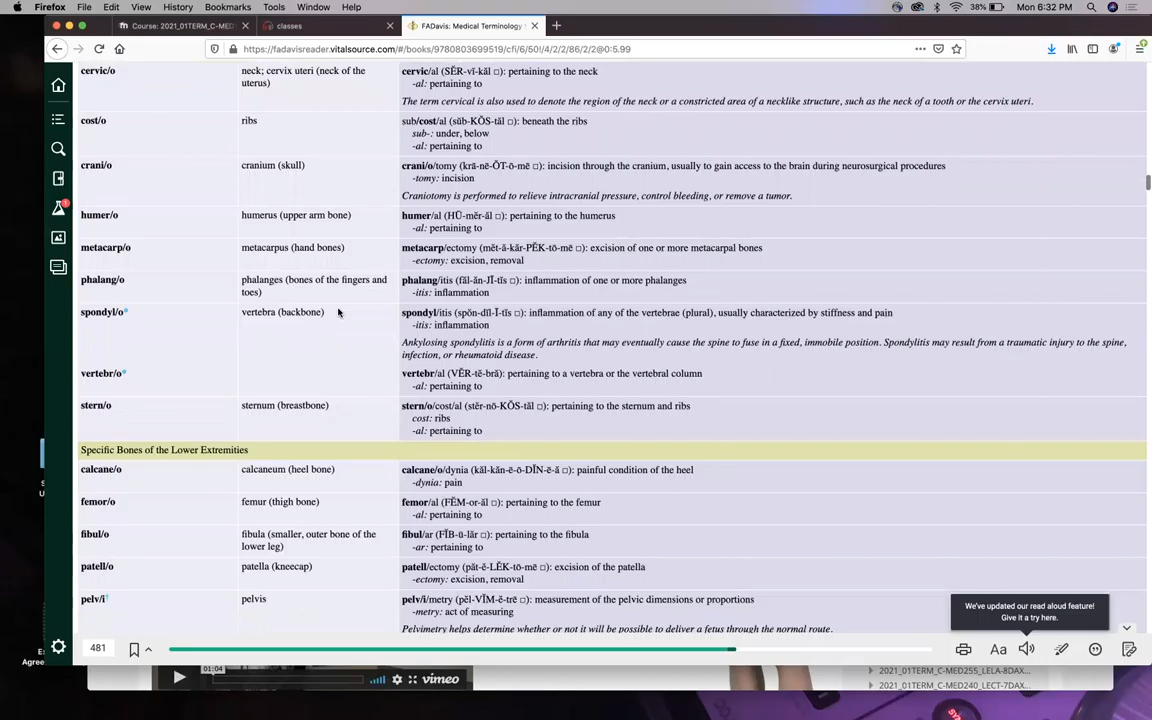 Firefox File Edit View History Bookmarks Tools Window Help 38% Mon 6:32 PM
Course: 2021_01TERM_C-MED classes FADavis: Medical Terminology
https://fadavisreader.vitalsource.com/#/books/9780803699519/cfi/6/50!/4/2/2/86/2/2@0:5.99
cervic/o neck; cervix uteri (neck of the uterus) cervic/al (SĔR-vĭ-kăl □): pertaining to the neck
-al: pertaining to
The term cervical is also used to denote the region of the neck or a constricted area of a necklike structure, such as the neck of a tooth or the cervix uteri.
cost/o ribs sub/cost/al (sŭb-KŎS-tăl □): beneath the ribs
sub-: under, below
-al: pertaining to
crani/o cranium (skull) crani/o/tomy (krā-nē-ŎT-ō-mē □): incision through the cranium, usually to gain access to the brain during neurosurgical procedures
-tomy: incision
Craniotomy is performed to relieve intracranial pressure, control bleeding, or remove a tumor.
humer/o humerus (upper arm bone) humer/al (HŪ-mĕr-ăl □): pertaining to the humerus
-al: pertaining to
metacarp/o metacarpus (hand bones) metacarp/ectomy (mĕt-ă-kăr-PĔK-tō-mē □): excision of one or more metacarpal bones
-ectomy: excision, removal
phalang/o phalanges (bones of the fingers and toes) phalang/itis (făl-ăn-JĪ-tĭs □): inflammation of one or more phalanges
-itis: inflammation
spondyl/o* vertebra (backbone) spondyl/itis (spŏn-dĭl-Ī-tĭs □): inflammation of any of the vertebrae (plural), usually characterized by stiffness and pain
-itis: inflammation
Ankylosing spondylitis is a form of arthritis that may eventually cause the spine to fuse in a fixed, immobile position. Spondylitis may result from a traumatic injury to the spine,
infection, or rheumatoid disease.
vertebr/o* vertebr/al (VĔR-tĕ-bră): pertaining to a vertebra or the vertebral column
-al: pertaining to
stern/o sternum (breastbone) stern/o/cost/al (stĕr-nō-KŎS-tăl □): pertaining to the sternum and ribs
cost: ribs
-al: pertaining to
Specific Bones of the Lower Extremities
calcane/o calcaneum (heel bone) calcane/o/dynia (kăl-kăn-ē-ō-DĬN-ē-ă □): painful condition of the heel
-dynia: pain
femor/o femur (thigh bone) femor/al (FĔM-or-ăl □): pertaining to the femur
-al: pertaining to
fibul/o fibula (smaller, outer bone of the lower leg) fibul/ar (FĬB-ū-lăr □): pertaining to the fibula
-ar: pertaining to
patell/o patella (kneecap) patell/ectomy (păt-ĕ-LĔK-tō-mē □): excision of the patella
-ectomy: excision, removal
pelv/i† pelvis pelv/i/metry (pĕl-VĬM-ĕ-trē □): measurement of the pelvic dimensions or proportions
-metry: act of measuring
Pelvimetry helps determine whether or not it will be possible to deliver a fetus through the normal route.
We've updated our read aloud feature!
Give it a try here.
481 Aa
01:04
vimeo
2021_01TERM_C-MED255_LELA-8DAX...
2021_01TERM_C-MED240_LECT-7DAX...